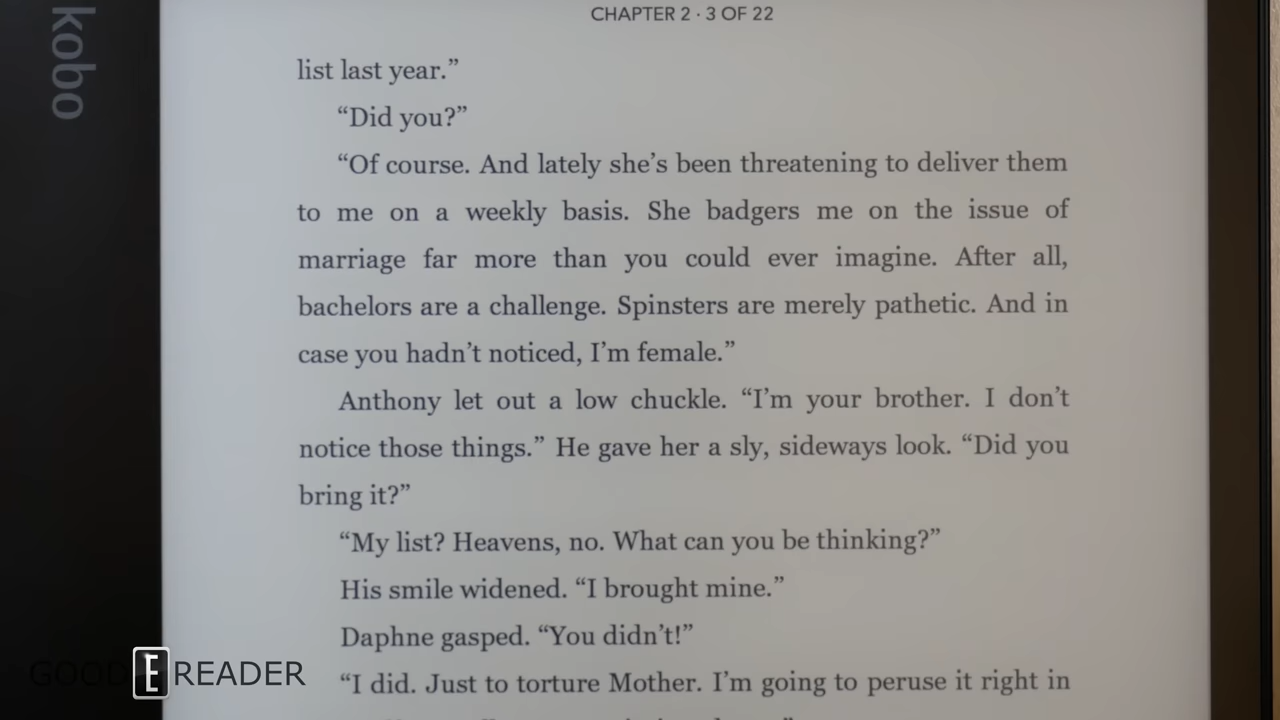 kobo
CHAPTER 2 · 3 OF 22
list last year.”
“Did you?”
“Of course. And lately she’s been threatening to deliver them
to me on a weekly basis. She badgers me on the issue of
marriage far more than you could ever imagine. After all,
bachelors are a challenge. Spinsters are merely pathetic. And in
case you hadn’t noticed, I’m female.”
Anthony let out a low chuckle. “I’m your brother. I don’t
notice those things.” He gave her a sly, sideways look. “Did you
bring it?”
“My list? Heavens, no. What can you be thinking?”
His smile widened. “I brought mine.”
Daphne gasped. “You didn’t!”
“I did. Just to torture Mother. I’m going to peruse it right in
GOOD E READER